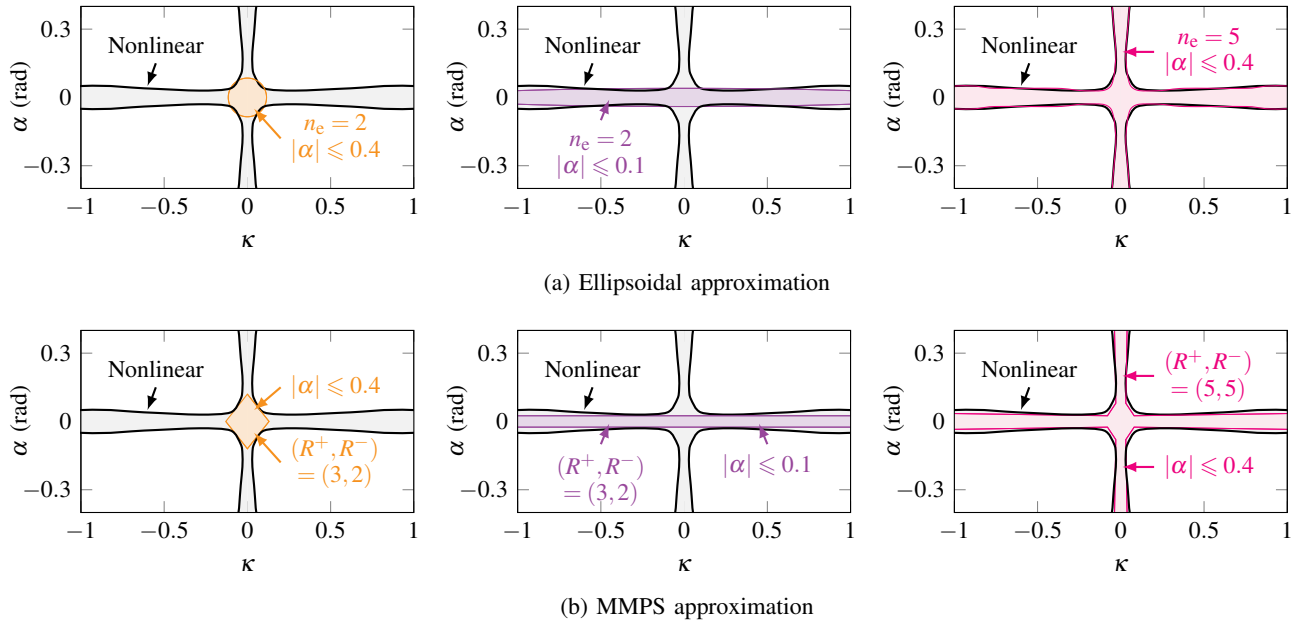 0.3
0
−0.3
α (rad)
Nonlinear
nₑ = 2
|α| ⩽ 0.4
−1
−0.5
0
0.5
1
κ
0.3
0
−0.3
α (rad)
Nonlinear
nₑ = 2
|α| ⩽ 0.1
−1
−0.5
0
0.5
1
κ
0.3
0
−0.3
α (rad)
Nonlinear
nₑ = 5
|α| ⩽ 0.4
−1
−0.5
0
0.5
1
κ
(a) Ellipsoidal approximation
0.3
0
−0.3
α (rad)
Nonlinear
|α| ⩽ 0.4
(R⁺, R⁻)
= (3, 2)
−1
−0.5
0
0.5
1
κ
0.3
0
−0.3
α (rad)
Nonlinear
(R⁺, R⁻)
= (3, 2)
|α| ⩽ 0.1
−1
−0.5
0
0.5
1
κ
0.3
0
−0.3
α (rad)
Nonlinear
(R⁺, R⁻)
= (5, 5)
|α| ⩽ 0.4
−1
−0.5
0
0.5
1
κ
(b) MMPS approximation